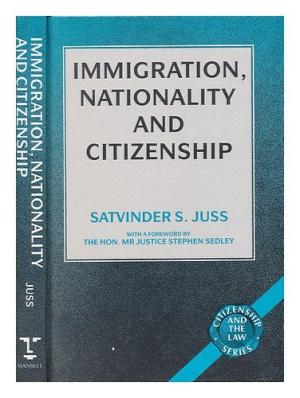 IMMIGRATION, NATIONALITY
AND CITIZENSHIP
JUSS
MANSELL
IMMIGRATION,
NATIONALITY
AND
CITIZENSHIP
SATVINDER S. JUSS
WITH A FOREWORD BY
THE HON. MR JUSTICE STEPHEN SEDLEY
CITIZENSHIP
AND THE
LAW
SERIES